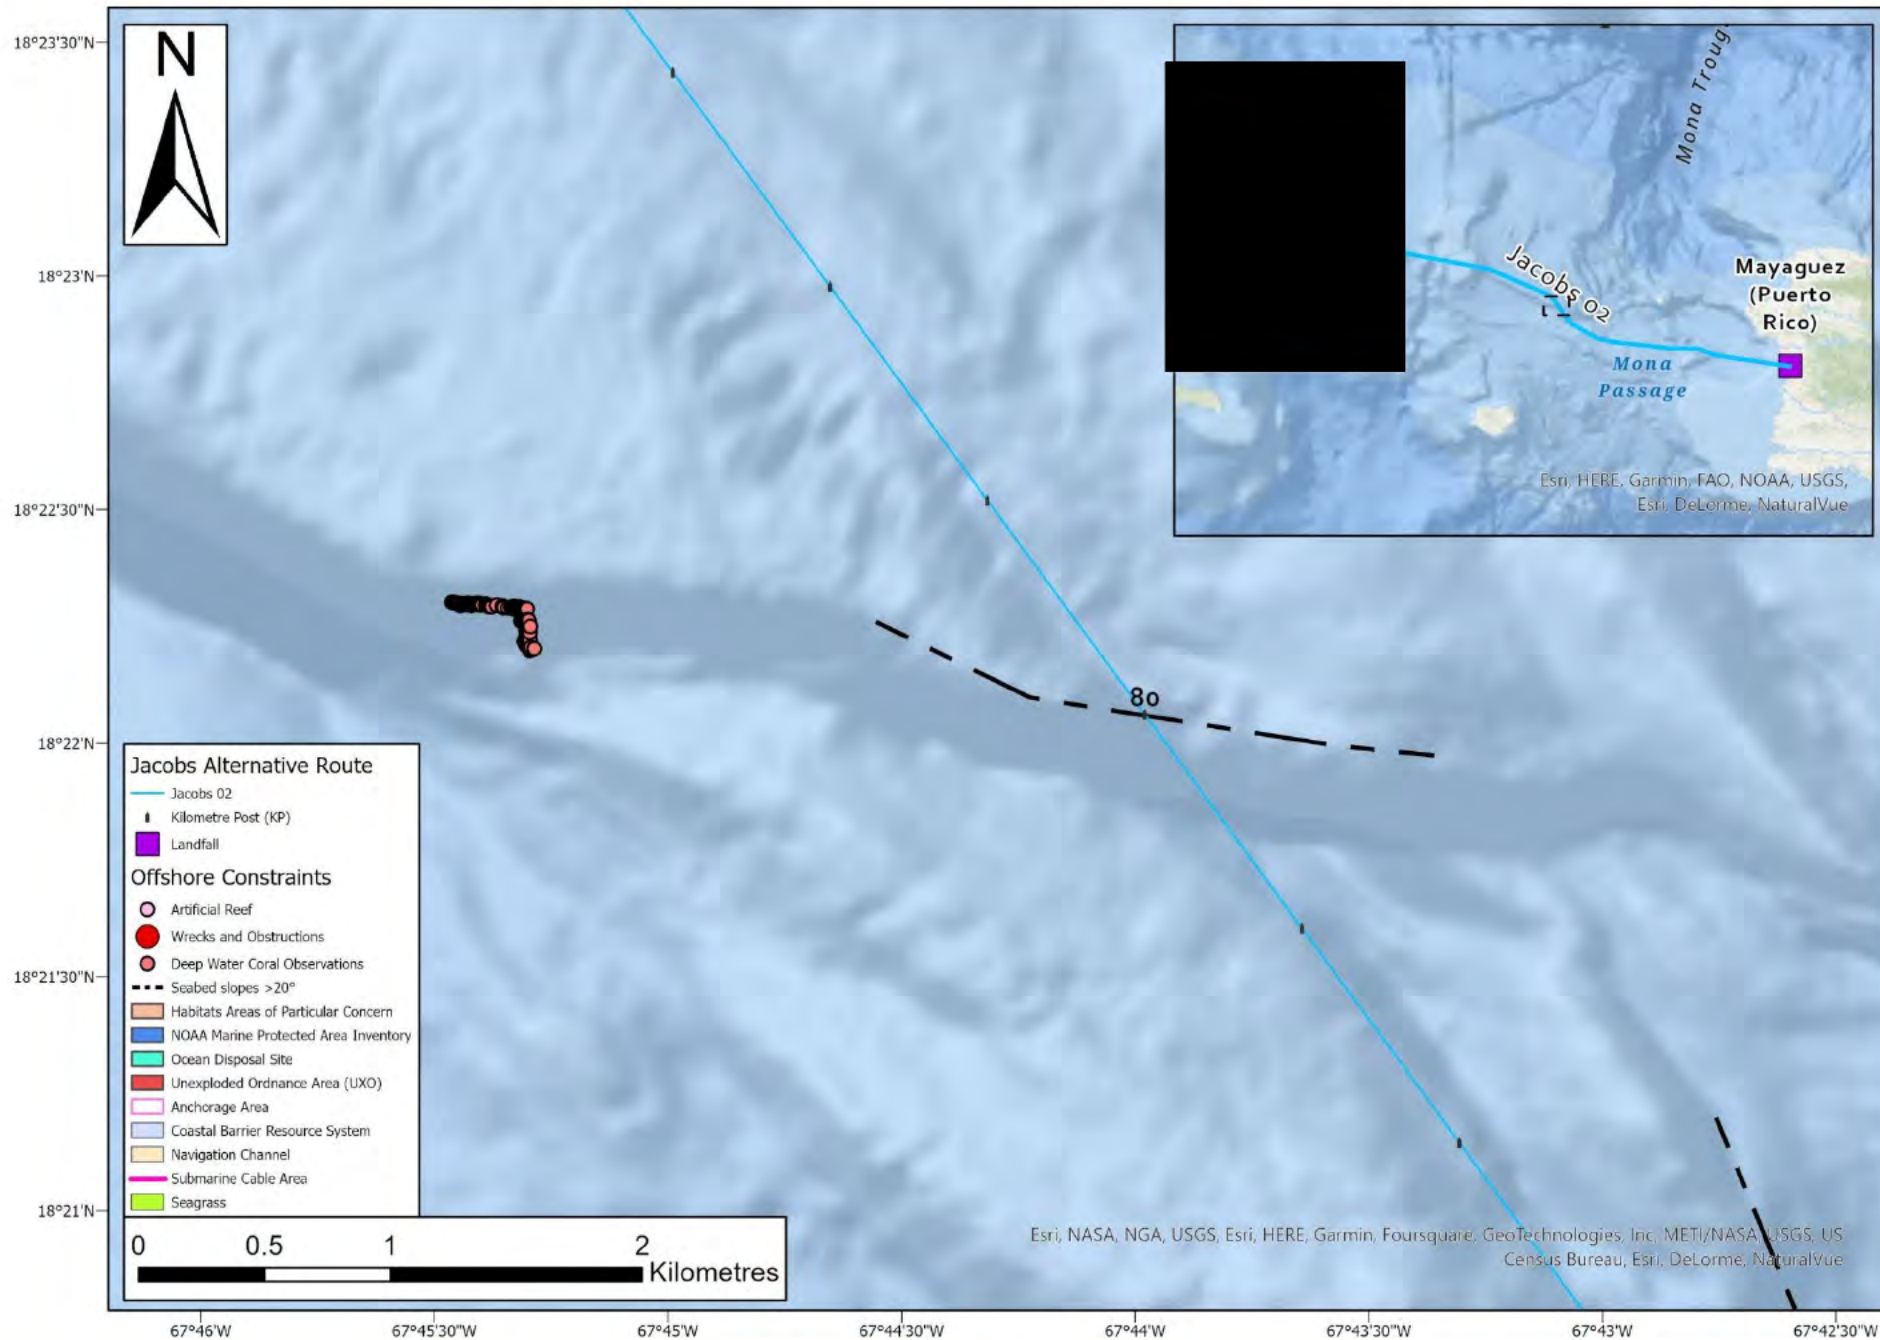 N
18°23'30"N
18°23'N
18°22'30"N
18°22'N
18°21'30"N
18°21'N
Mona Troug
Jacobs 02
Mayaguez
(Puerto
Rico)
Mona
Passage
Esri, HERE, Garmin, FAO, NOAA, USGS,
Esri, DeLorme, NaturalVue
80
Jacobs Alternative Route
Jacobs 02
Kilometre Post (KP)
Landfall
Offshore Constraints
Artificial Reef
Wrecks and Obstructions
Deep Water Coral Observations
Seabed slopes >20°
Habitats Areas of Particular Concern
NOAA Marine Protected Area Inventory
Ocean Disposal Site
Unexploded Ordnance Area (UXO)
Anchorage Area
Coastal Barrier Resource System
Navigation Channel
Submarine Cable Area
Seagrass
0 0.5 1 2
Kilometres
Esri, NASA, NGA, USGS, Esri, HERE, Garmin, Foursquare, GeoTechnologies, Inc, METI/NASA, USGS, US
Census Bureau, Esri, DeLorme, NaturalVue
67°46'W 67°45'30"W 67°45'W 67°44'30"W 67°44'W 67°43'30"W 67°43'W 67°42'30"W